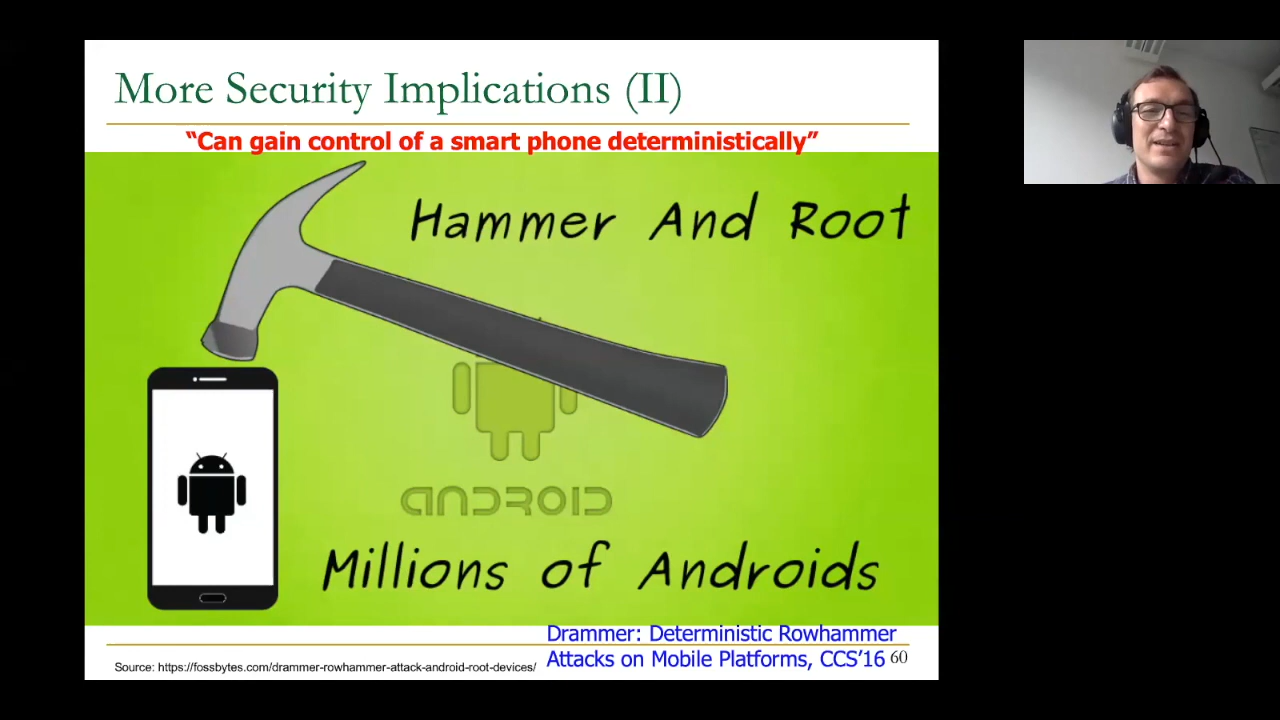 More Security Implications (II)
“Can gain control of a smart phone deterministically”
Hammer And Root
ANDROID
Millions of Androids
Drammer: Deterministic Rowhammer
Attacks on Mobile Platforms, CCS’16 60
Source: https://fossbytes.com/drammer-rowhammer-attack-android-root-devices/